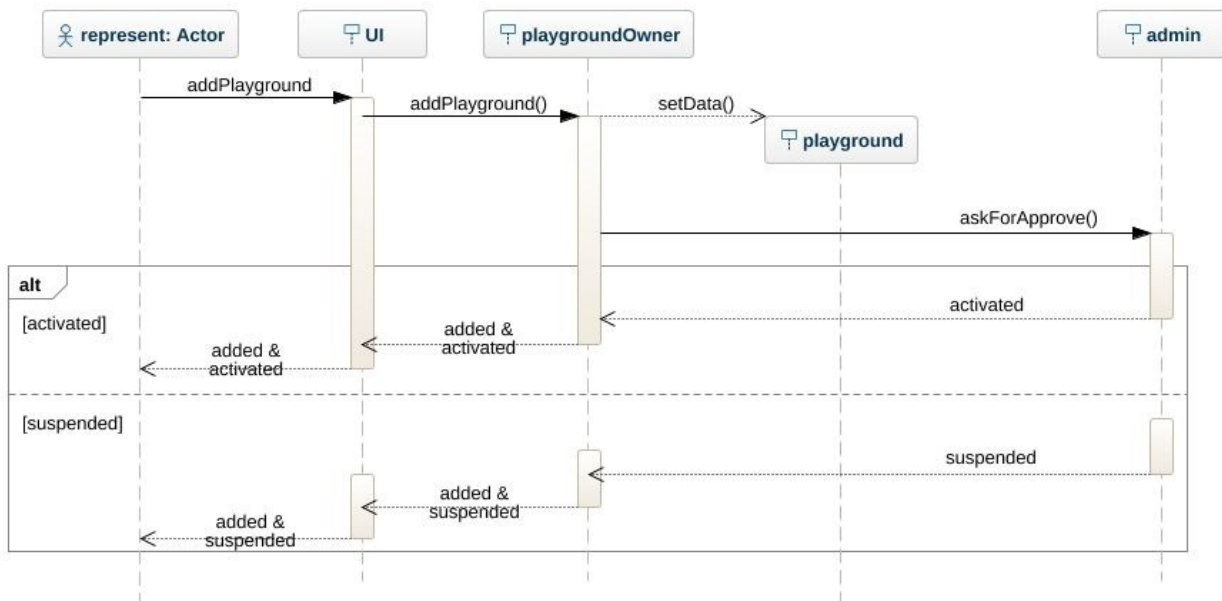 represent: Actor
UI
playgroundOwner
admin
addPlayground
addPlayground()
setData()
playground
askForApprove()
alt
[activated]
activated
added &
activated
added &
activated
[suspended]
suspended
added &
suspended
added &
suspended